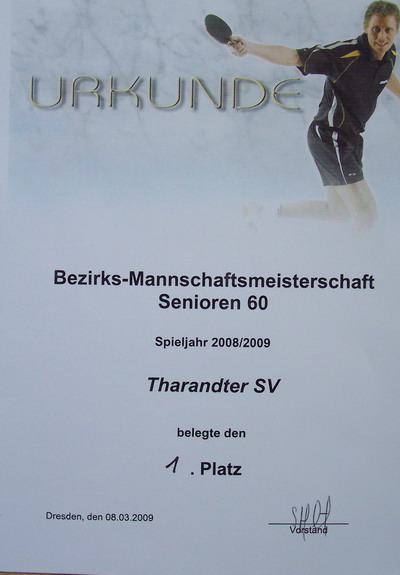 URKUNDE
Bezirks-Mannschaftsmeisterschaft
Senioren 60
Spieljahr 2008/2009
Tharandter SV
belegte den
1 . Platz
Dresden, den 08.03.2009
Vorstand